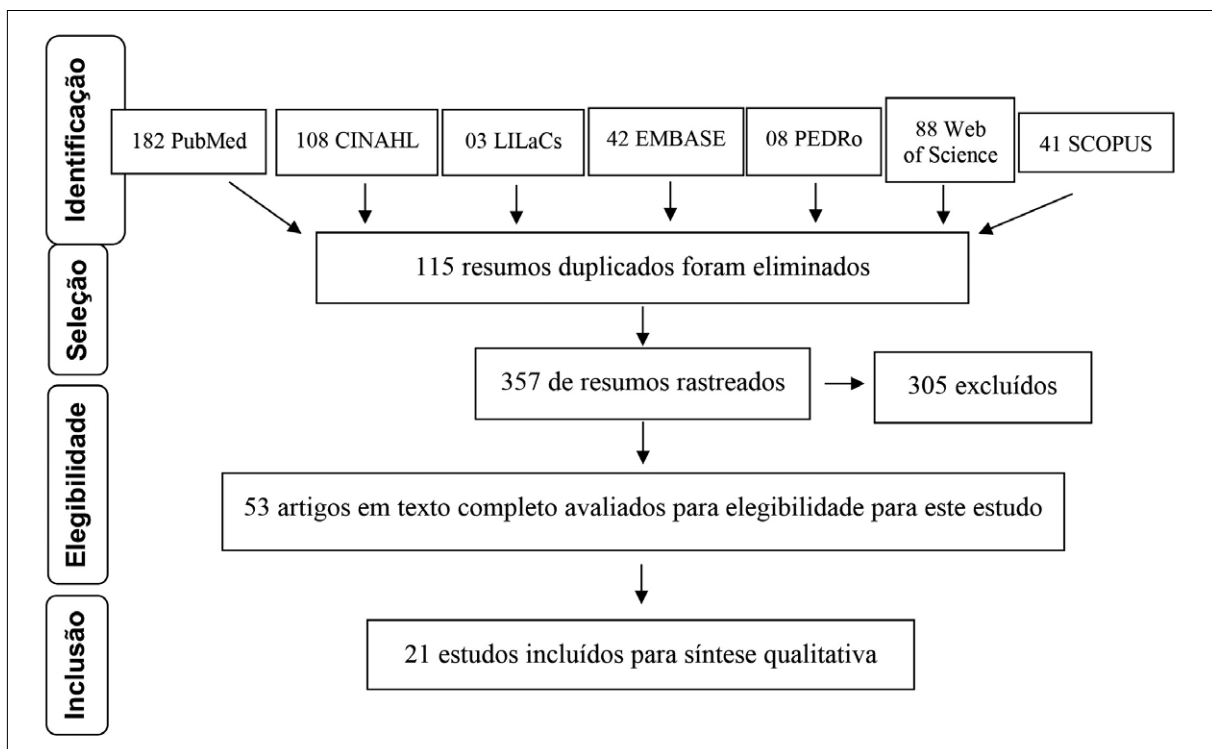 Identificação
182 PubMed
108 CINAHL
03 LILaCs
42 EMBASE
08 PEDRo
88 Web
of Science
41 SCOPUS
Seleção
115 resumos duplicados foram eliminados
357 de resumos rastreados
305 excluídos
Elegibilidade
53 artigos em texto completo avaliados para elegibilidade para este estudo
Inclusão
21 estudos incluídos para síntese qualitativa